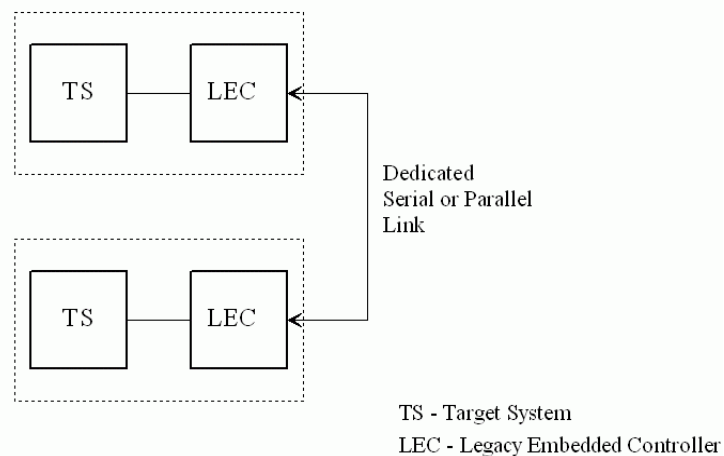 TS
LEC
Dedicated
Serial or Parallel
Link
TS
LEC
TS - Target System
LEC - Legacy Embedded Controller